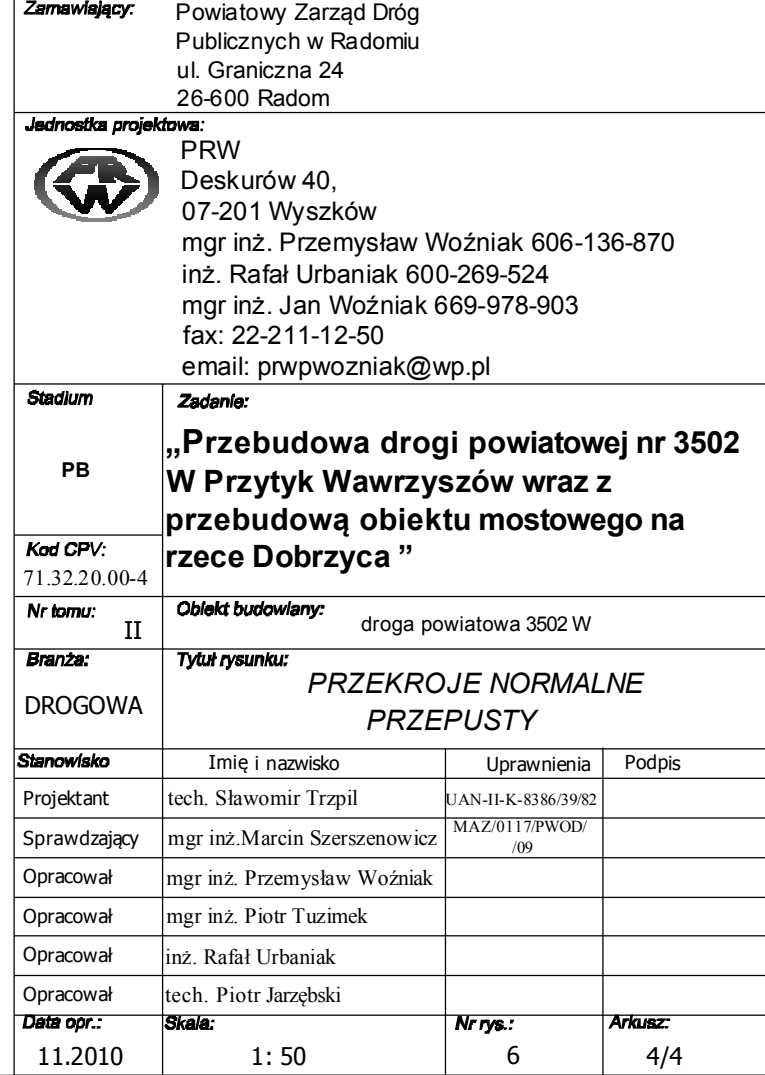 Zamawiający:
Powiatowy Zarząd Dróg
Publicznych w Radomiu
ul. Graniczna 24
26-600 Radom
Jednostka projektowa:
PRW
PRW
Deskurów 40,
07-201 Wyszków
mgr inż. Przemysław Woźniak 606-136-870
inż. Rafał Urbaniak 600-269-524
mgr inż. Jan Woźniak 669-978-903
fax: 22-211-12-50
email: prwpwozniak@wp.pl
Stadium
PB
Zadanie:
„Przebudowa drogi powiatowej nr 3502
W Przytyk Wawrzyszów wraz z
przebudową obiektu mostowego na
rzece Dobrzyca ”
Kod CPV:
71.32.20.00-4
Nr tomu:
II
Obiekt budowlany:
droga powiatowa 3502 W
Branża:
DROGOWA
Tytuł rysunku:
PRZEKROJE NORMALNE
PRZEPUSTY
Stanowisko Imię i nazwisko Uprawnienia Podpis
Projektant tech. Sławomir Trzpil UAN-II-K-8386/39/82
Sprawdzający mgr inż.Marcin Szerszenowicz MAZ/0117/PWOD/
/09
Opracował mgr inż. Przemysław Woźniak
Opracował mgr inż. Piotr Tuzimek
Opracował inż. Rafał Urbaniak
Opracował tech. Piotr Jarzębski
Data opr.: Skala: Nr rys.: Arkusz:
11.2010 1: 50 6 4/4